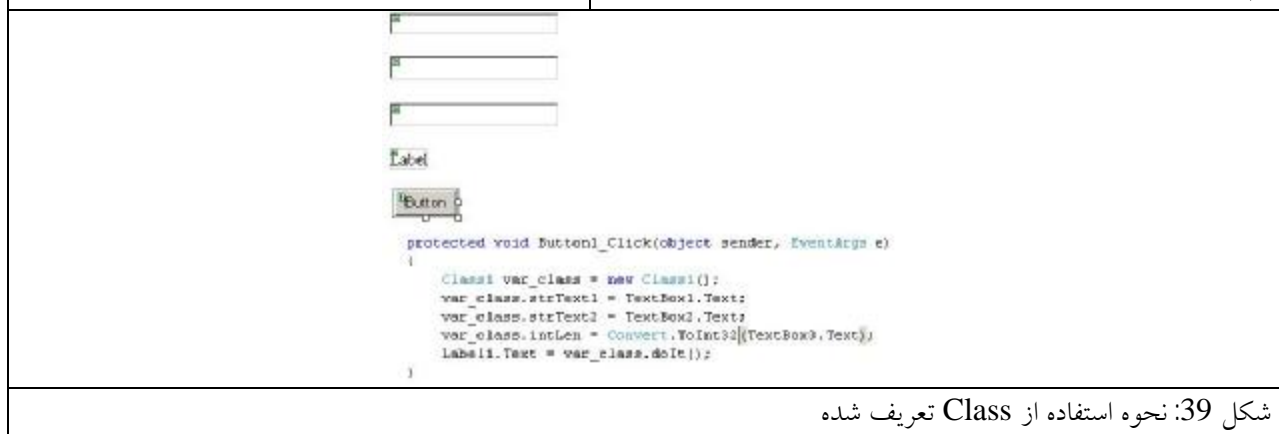 Label
Button
protected void Button1_Click(object sender, EventArgs e)
{
Class1 var_class = new Class1();
var_class.strText1 = TextBox1.Text;
var_class.strText2 = TextBox2.Text;
var_class.intLen = Convert.ToInt32(TextBox3.Text);
Label1.Text = var_class.doIt();
}
شکل 39: نحوه استفاده از Class تعریف شده